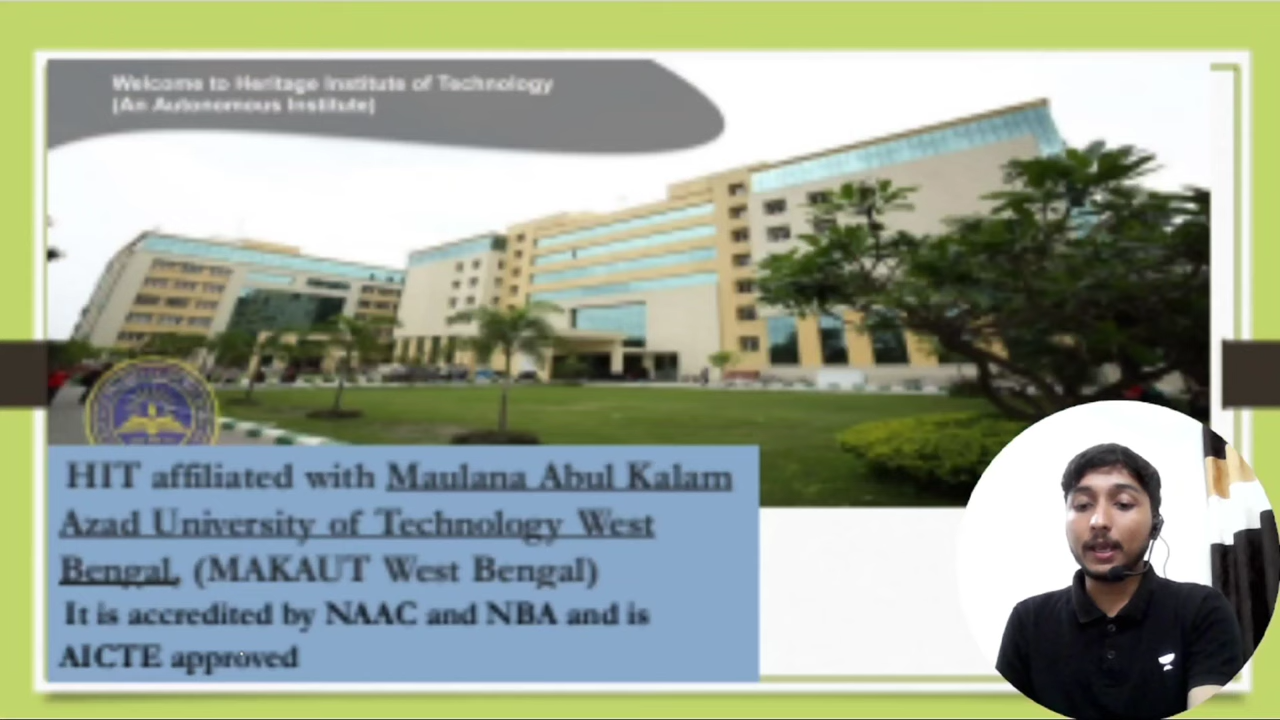 Welcome to Heritage Institute of Technology
(An Autonomous Institute)
HIT affiliated with Maulana Abul Kalam
Azad University of Technology West
Bengal, (MAKAUT West Bengal)
It is accredited by NAAC and NBA and is
AICTE approved